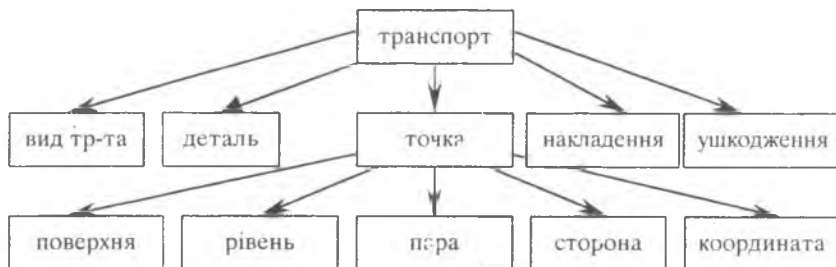 транспорт
вид тр-та деталь точка накладення ушкодження
поверхня рівень пара сторона координата